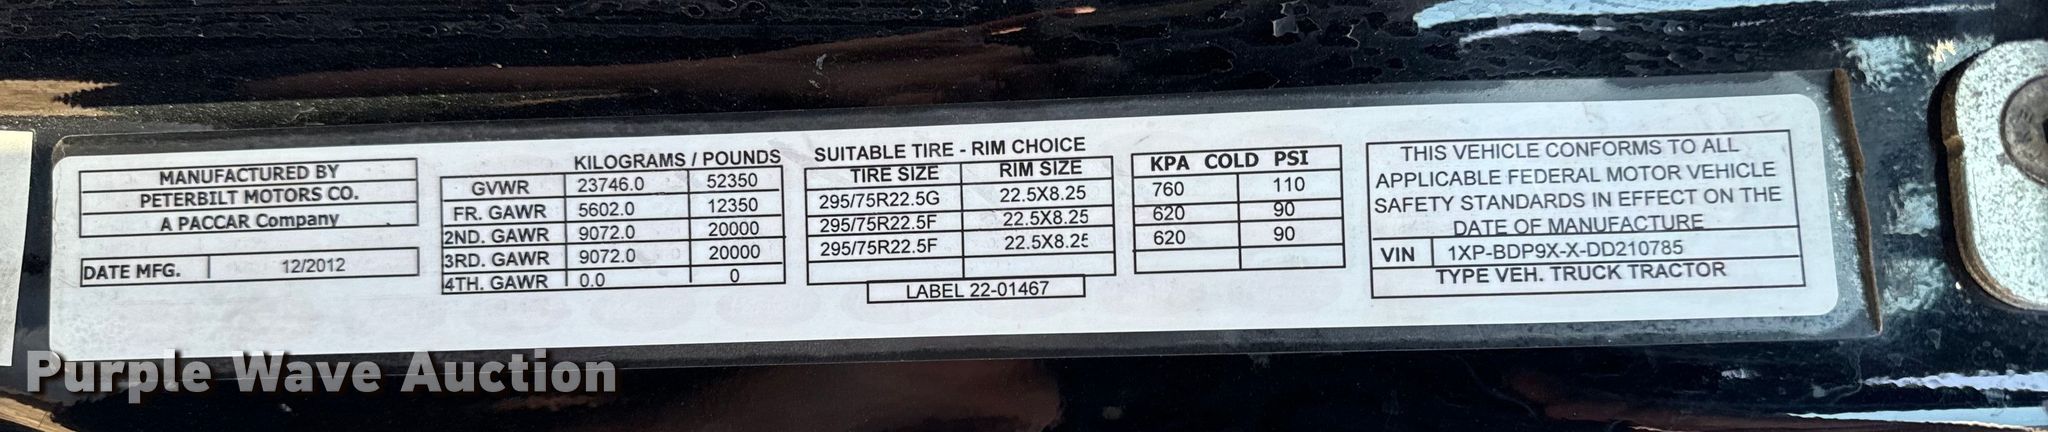 MANUFACTURED BY
PETERBILT MOTORS CO.
A PACCAR Company
DATE MFG. 12/2012
KILOGRAMS / POUNDS
GVWR 23746.0 52350
FR. GAWR 5602.0 12350
2ND. GAWR 9072.0 20000
3RD. GAWR 9072.0 20000
4TH. GAWR 0.0 0
SUITABLE TIRE - RIM CHOICE
TIRE SIZE RIM SIZE
295/75R22.5G 22.5X8.25
295/75R22.5F 22.5X8.25
295/75R22.5F 22.5X8.25
LABEL 22-01467
KPA COLD PSI
760 110
620 90
620 90
THIS VEHICLE CONFORMS TO ALL
APPLICABLE FEDERAL MOTOR VEHICLE
SAFETY STANDARDS IN EFFECT ON THE
DATE OF MANUFACTURE
VIN 1XP-BDP9X-X-DD210785
TYPE VEH. TRUCK TRACTOR
Purple Wave Auction